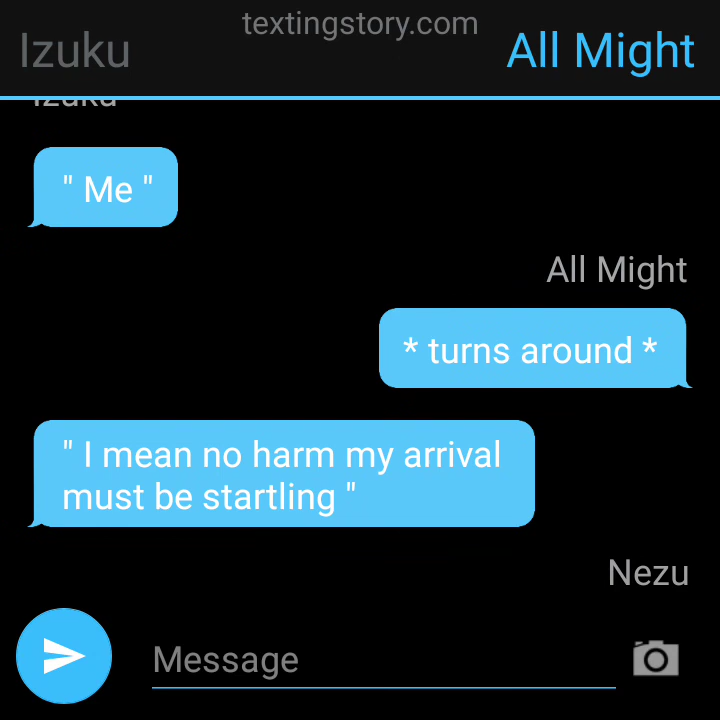 textingstory.com
Izuku
All Might
Izuku
" Me "
All Might
* turns around *
" I mean no harm my arrival
must be startling "
Nezu
Message